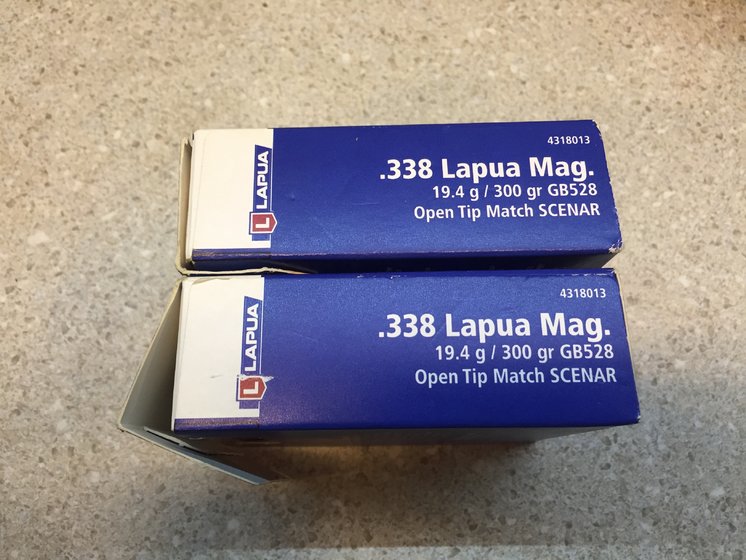 4318013
.338 Lapua Mag.
19.4 g / 300 gr GB528
Open Tip Match SCENAR
L LAPUA
4318013
.338 Lapua Mag.
19.4 g / 300 gr GB528
Open Tip Match SCENAR
L LAPUA